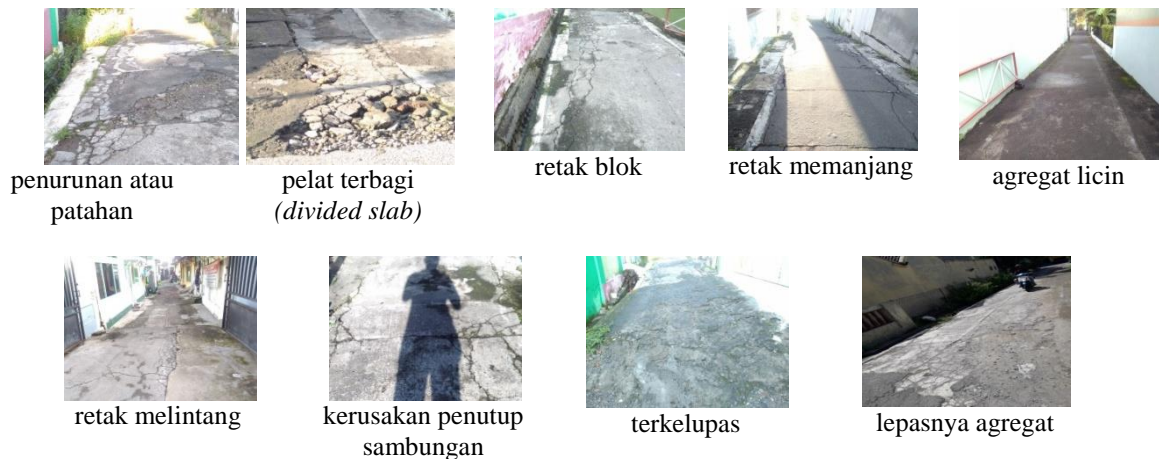 penurunan atau
patahan
pelat terbagi
(divided slab)
retak blok
retak memanjang
agregat licin
retak melintang
kerusakan penutup
sambungan
terkelupas
lepasnya agregat